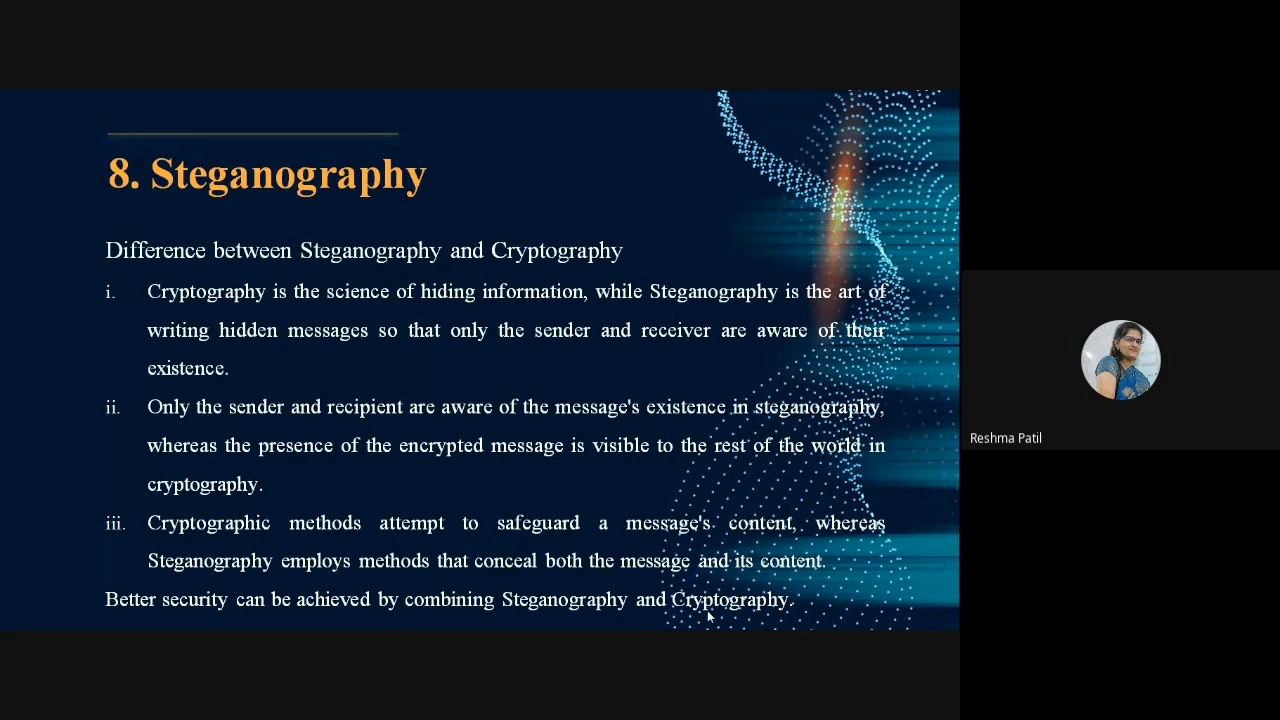 8. Steganography
Difference between Steganography and Cryptography
i. Cryptography is the science of hiding information, while Steganography is the art of
writing hidden messages so that only the sender and receiver are aware of their
existence.
ii. Only the sender and recipient are aware of the message's existence in steganography,
whereas the presence of the encrypted message is visible to the rest of the world in
cryptography.
iii. Cryptographic methods attempt to safeguard a message's content, whereas
Steganography employs methods that conceal both the message and its content.
Better security can be achieved by combining Steganography and Cryptography.
Reshma Patil